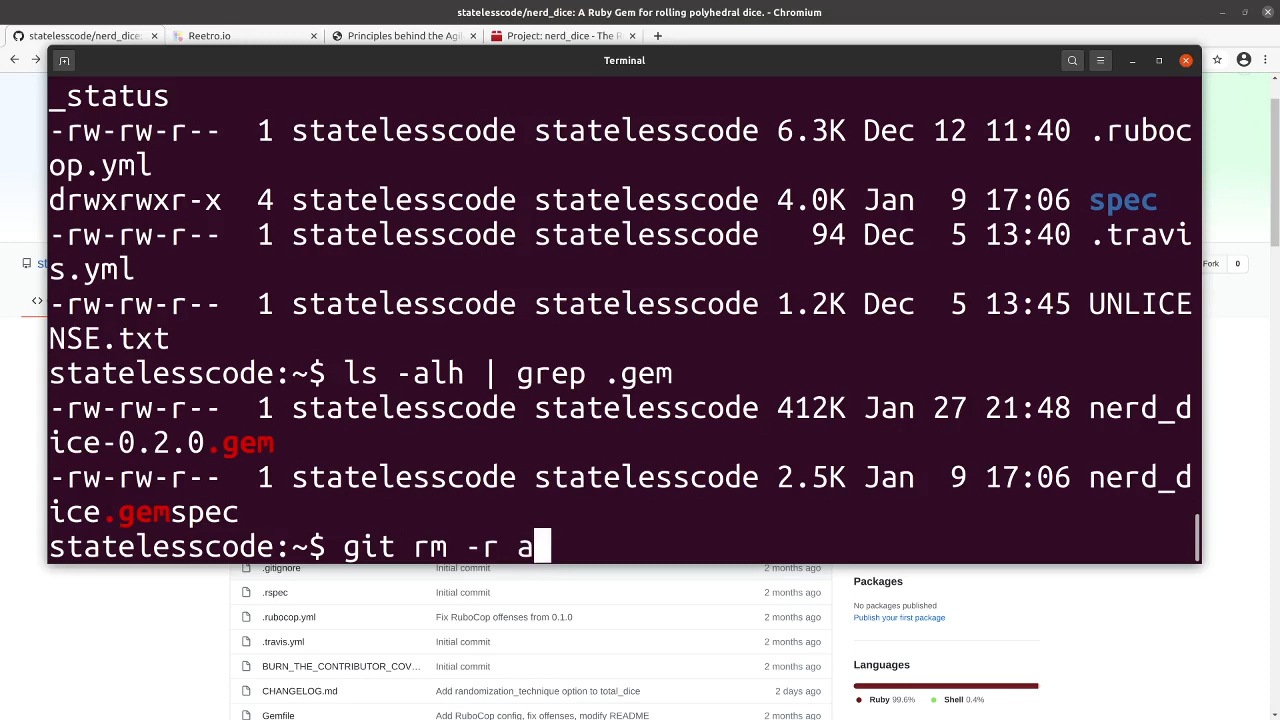 statelesscode/nerd_dice: A Ruby Gem for rolling polyhedral dice. - Chromium
statelesscode/nerd_dice:
Reetro.io
Principles behind the Agil
Project: nerd_dice - The R
Terminal
_status
-rw-rw-r--  1 statelesscode statelesscode 6.3K Dec 12 11:40 .ruboc
op.yml
drwxrwxr-x  4 statelesscode statelesscode 4.0K Jan  9 17:06 spec
-rw-rw-r--  1 statelesscode statelesscode   94 Dec  5 13:40 .travi
s.yml
-rw-rw-r--  1 statelesscode statelesscode 1.2K Dec  5 13:45 UNLICE
NSE.txt
statelesscode:~$ ls -alh | grep .gem
-rw-rw-r--  1 statelesscode statelesscode 412K Jan 27 21:48 nerd_d
ice-0.2.0.gem
-rw-rw-r--  1 statelesscode statelesscode 2.5K Jan  9 17:06 nerd_d
ice.gemspec
statelesscode:~$ git rm -r a
st
Fork 0
<>
.gitignore Initial commit 2 months ago
.rspec Initial commit 2 months ago
.rubocop.yml Fix RuboCop offenses from 0.1.0 2 months ago
.travis.yml Initial commit 2 months ago
BURN_THE_CONTRIBUTOR_COV... Initial commit 2 months ago
CHANGELOG.md Add randomization_technique option to total_dice 2 days ago
Gemfile Add RuboCop config, fix offenses, modify README 2 months ago
Packages
No packages published
Publish your first package
Languages
Ruby 99.6% Shell 0.4%